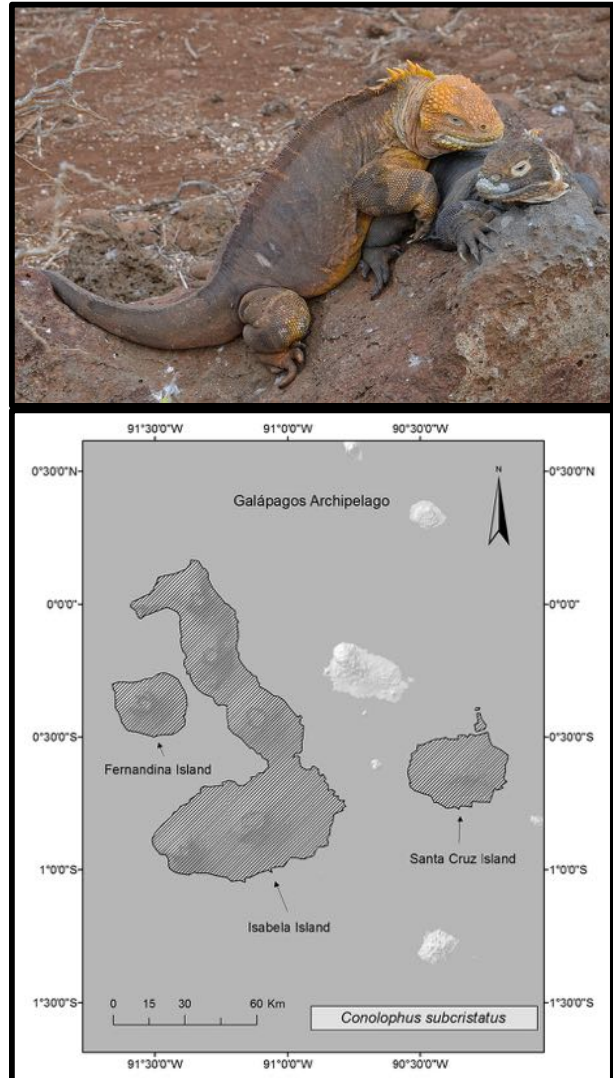 91°30'0"W 91°0'0"W 90°30'0"W
0°30'0"N 0°30'0"N
N
Galápagos Archipelago
0°0'0" 0°0'0"
0°30'0"S 0°30'0"S
Fernandina Island
Santa Cruz Island
1°0'0"S 1°0'0"S
Isabela Island
0 15 30 60 Km
1°30'0"S 1°30'0"S
Conolophus subcristatus
91°30'0"W 91°0'0"W 90°30'0"W